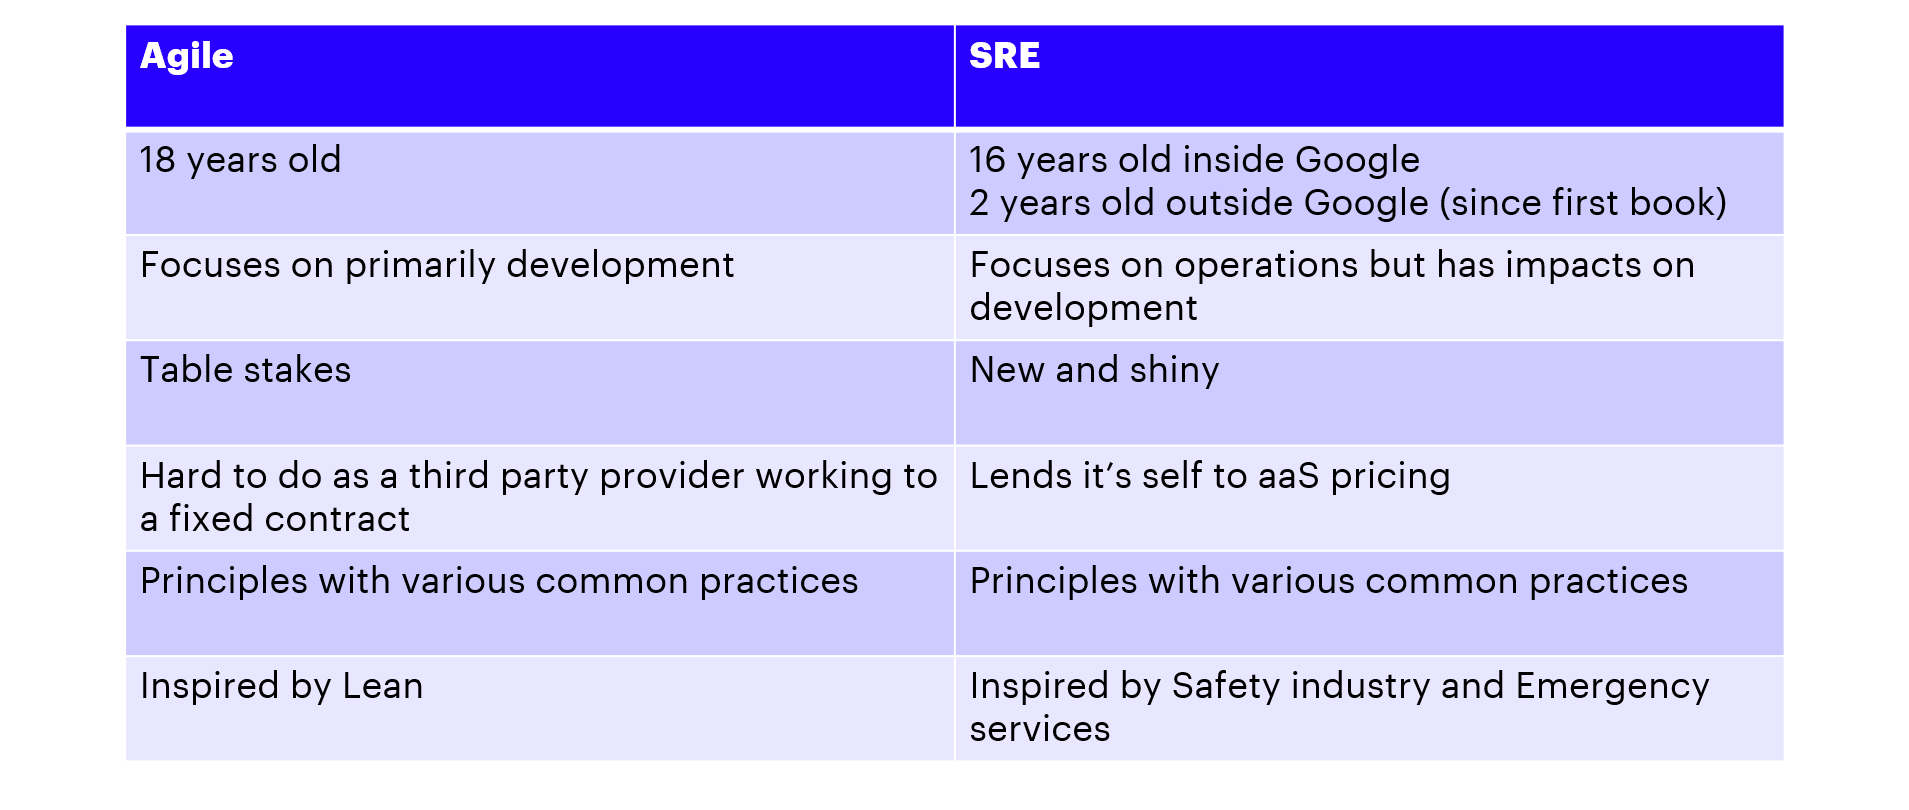 Agile
SRE
18 years old
16 years old inside Google
2 years old outside Google (since first book)
Focuses on primarily development
Focuses on operations but has impacts on
development
Table stakes
New and shiny
Hard to do as a third party provider working to
a fixed contract
Lends it’s self to aaS pricing
Principles with various common practices
Principles with various common practices
Inspired by Lean
Inspired by Safety industry and Emergency
services